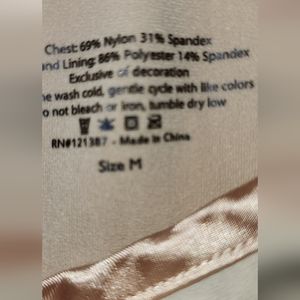 Chest: 69% Nylon 31% Spandex
nd Lining: 86% Polyester 14% Spandex
Exclusive of decoration
e wash cold, gentle cycle with like colors
o not bleach or iron, tumble dry low
RN#121387 - Made in China
Size M